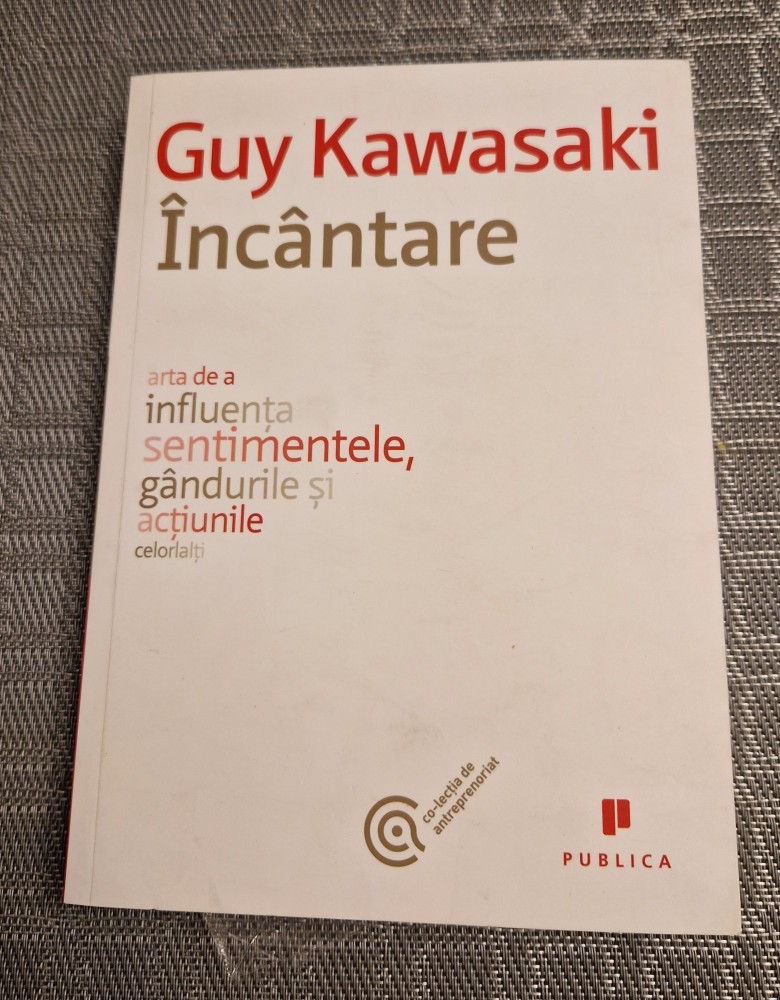 Guy Kawasaki
Încântare
arta de a
influența
sentimentele,
gândurile și
acțiunile
celorlalți
co-lecția de
antreprenoriat
PUBLICA